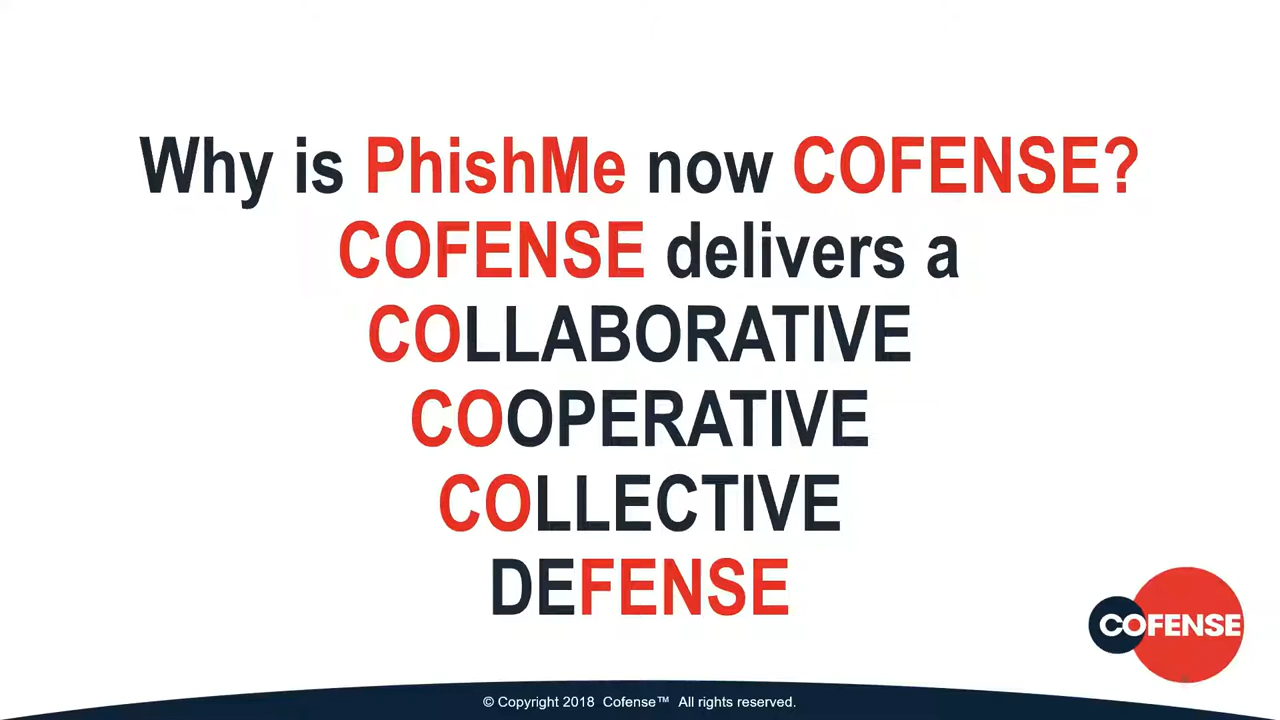 Why is PhishMe now COFENSE?
COFENSE delivers a
COLLABORATIVE
COOPERATIVE
COLLECTIVE
DEFENSE
COFENSE
© Copyright 2018 Cofense™ All rights reserved.